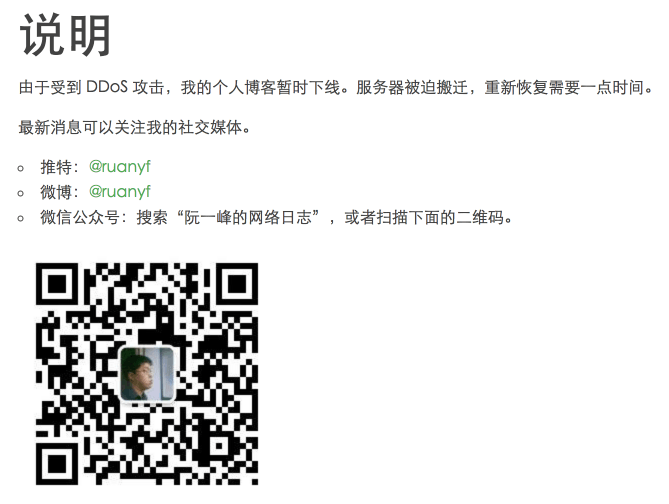 说明
由于受到 DDoS 攻击，我的个人博客暂时下线。服务器被迫搬迁，重新恢复需要一点时间。
最新消息可以关注我的社交媒体。
推特：@ruanyf
微博：@ruanyf
微信公众号：搜索“阮一峰的网络日志”，或者扫描下面的二维码。